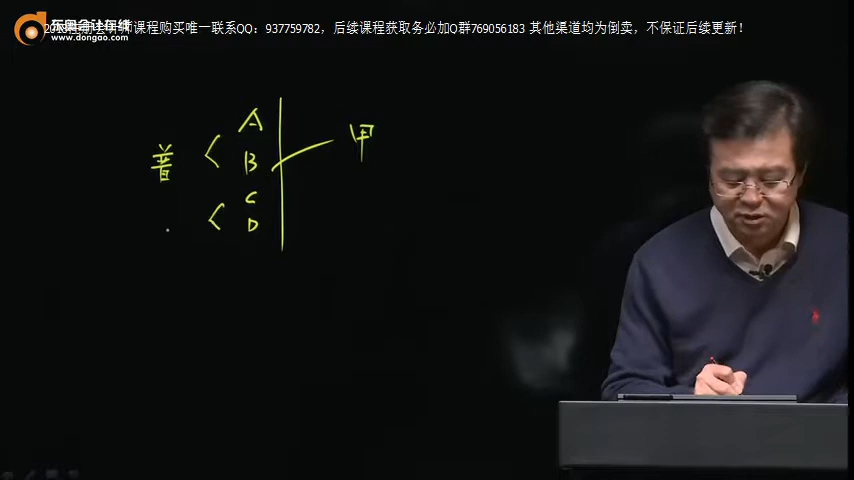 东奥会计在线
www.dongao.com
课程购买唯一联系QQ：937759782，后续课程获取务必加Q群769056183 其他渠道均为倒卖，不保证后续更新！
A
甲
普 < B
C
< D